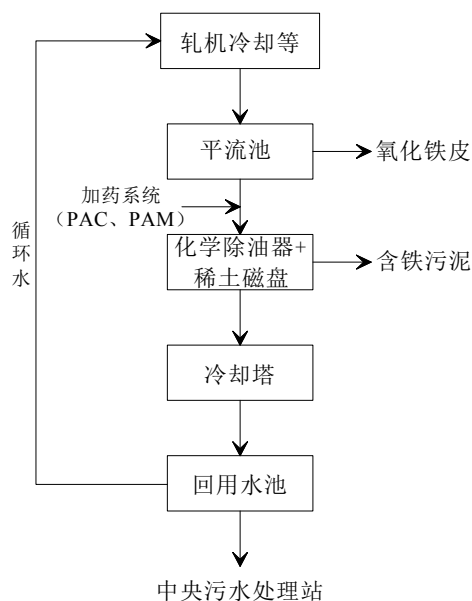 轧机冷却等
平流池
氧化铁皮
加药系统
（PAC、PAM）
循环水
化学除油器+
稀土磁盘
含铁污泥
冷却塔
回用水池
中央污水处理站